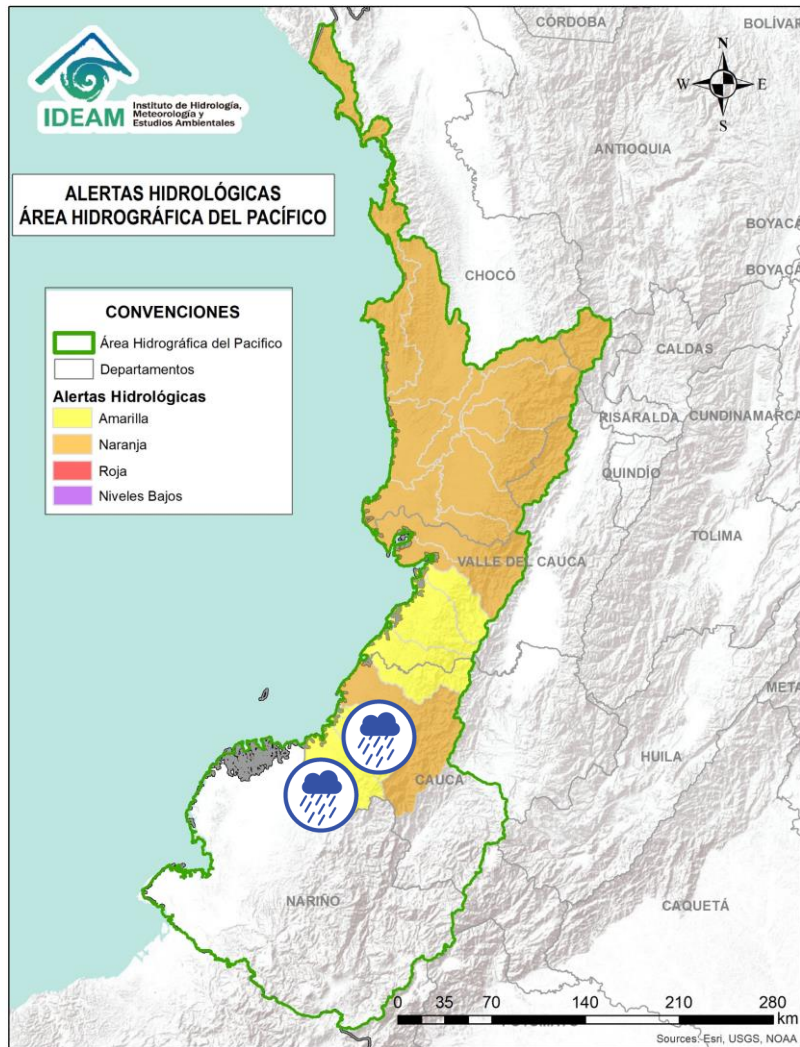 IDEAM
Instituto de Hidrología,
Meteorología y
Estudios Ambientales
ALERTAS HIDROLÓGICAS
ÁREA HIDROGRÁFICA DEL PACÍFICO
CONVENCIONES
Área Hidrográfica del Pacifico
Departamentos
Alertas Hidrológicas
Amarilla
Naranja
Roja
Niveles Bajos
N
W
E
S
CÓRDOBA
BOLÍVAR
ANTIOQUIA
BOYACÁ
BOYACÁ
CHOCÓ
CALDAS
RISARALDA
CUNDINAMARCA
QUINDÍO
TOLIMA
VALLE DEL CAUCA
META
HUILA
CAUCA
NARIÑO
CAQUETÁ
0 35 70 140 210 280
km
Sources: Esri, USGS, NOAA